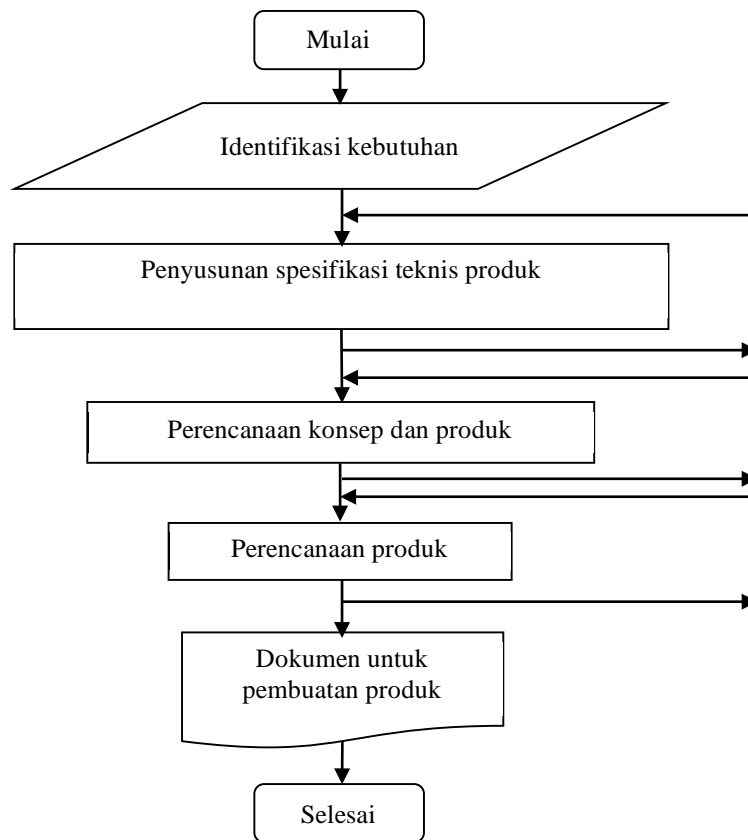 Mulai
Identifikasi kebutuhan
Penyusunan spesifikasi teknis produk
Perencanaan konsep dan produk
Perencanaan produk
Dokumen untuk
pembuatan produk
Selesai